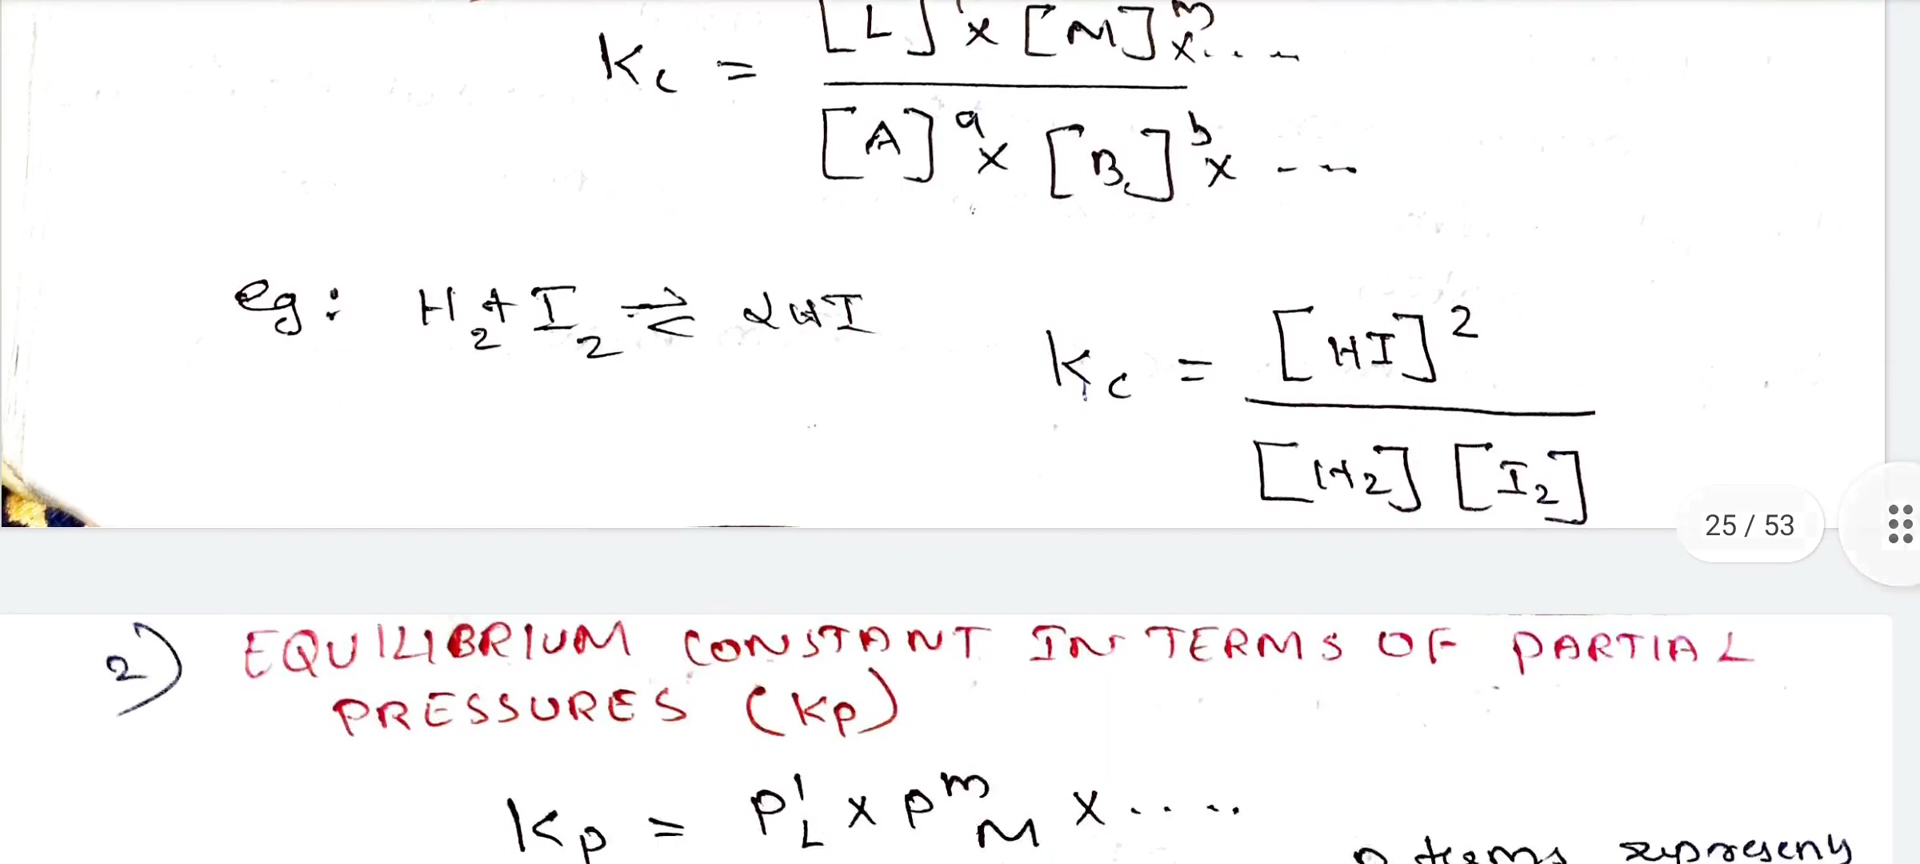 [L]^l x [M]^m x ....
Kc =
[A]^a x [B]^b x ....
eg: H2 + I2 ⇌ 2HI
Kc = [HI]^2
[H2] [I2]
25 / 53
2) EQUILIBRIUM CONSTANT IN TERMS OF PARTIAL
PRESSURES (Kp)
Kp = P^l_L x P^m_M x .....
p terms